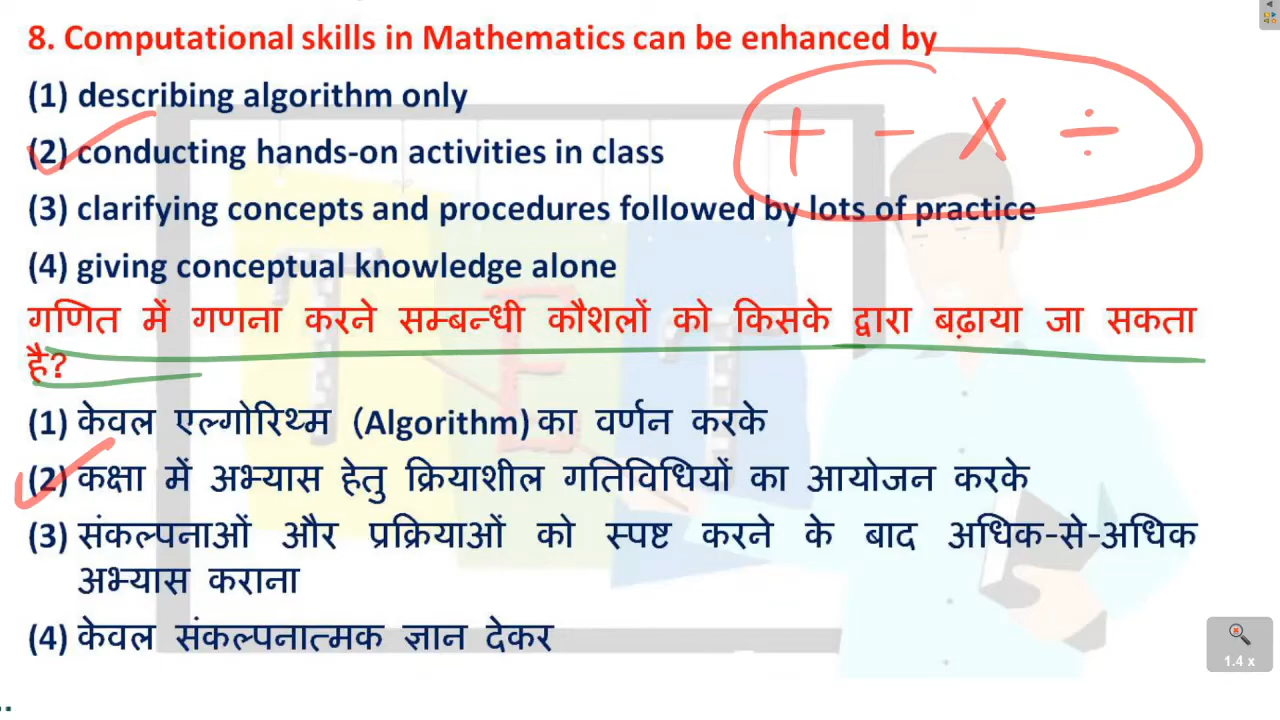 8. Computational skills in Mathematics can be enhanced by
(1) describing algorithm only
+ - x ÷
(2) conducting hands-on activities in class
(3) clarifying concepts and procedures followed by lots of practice
(4) giving conceptual knowledge alone
गणित में गणना करने सम्बन्धी कौशलों को किसके द्वारा बढ़ाया जा सकता
है?
(1) केवल एल्गोरिथ्म (Algorithm) का वर्णन करके
(2) कक्षा में अभ्यास हेतु क्रियाशील गतिविधियों का आयोजन करके
(3) संकल्पनाओं और प्रक्रियाओं को स्पष्ट करने के बाद अधिक-से-अधिक
अभ्यास कराना
(4) केवल संकल्पनात्मक ज्ञान देकर
TET
1.4 x